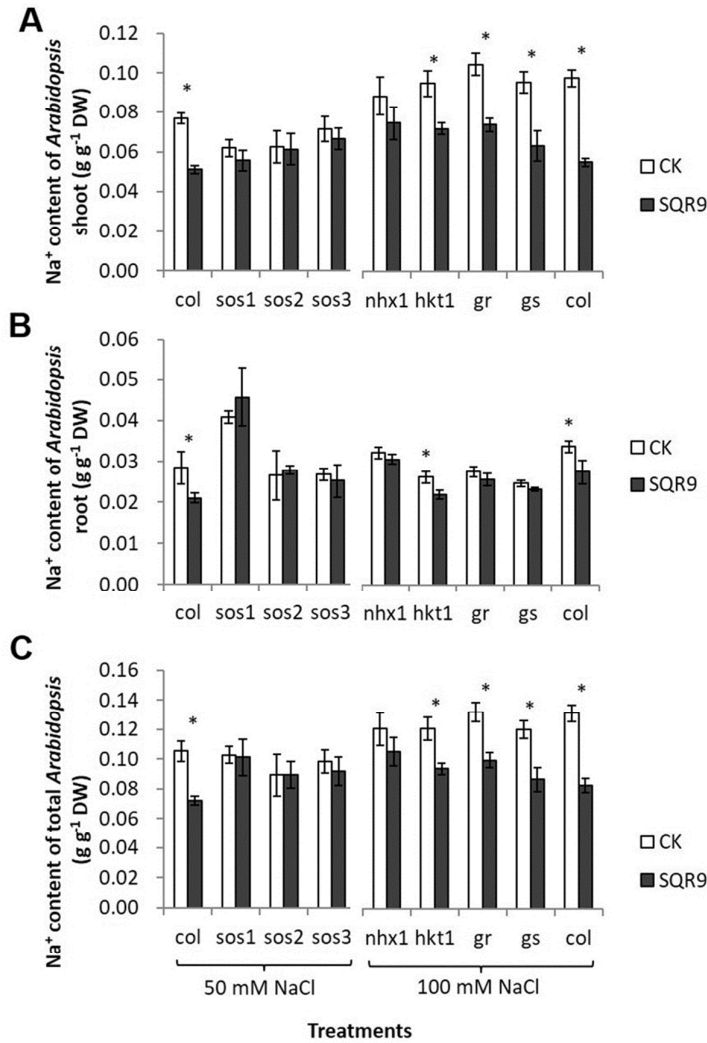 A
Na⁺ content of Arabidopsis
shoot (g g⁻¹ DW)
0.12
0.10
0.08
0.06
0.04
0.02
0.00
*
*
*
*
*
CK
SQR9
col sos1 sos2 sos3 nhx1 hkt1 gr gs col
B
Na⁺ content of Arabidopsis
root (g g⁻¹ DW)
0.06
0.05
0.04
0.03
0.02
0.01
0.00
*
*
*
CK
SQR9
col sos1 sos2 sos3 nhx1 hkt1 gr gs col
C
Na⁺ content of total Arabidopsis
(g g⁻¹ DW)
0.16
0.14
0.12
0.10
0.08
0.06
0.04
0.02
0.00
*
*
*
*
*
CK
SQR9
col sos1 sos2 sos3 nhx1 hkt1 gr gs col
50 mM NaCl 100 mM NaCl
Treatments